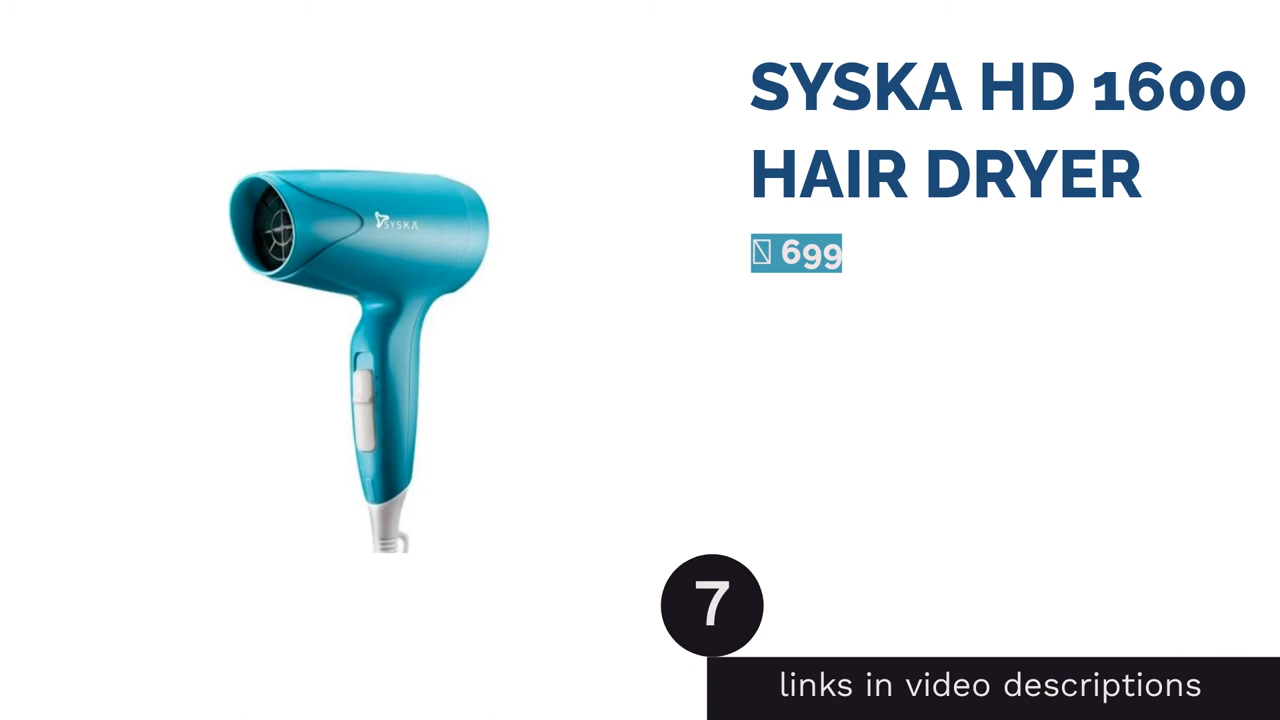 SYSKA HD 1600
HAIR DRYER
699
SYSKA
7
links in video descriptions